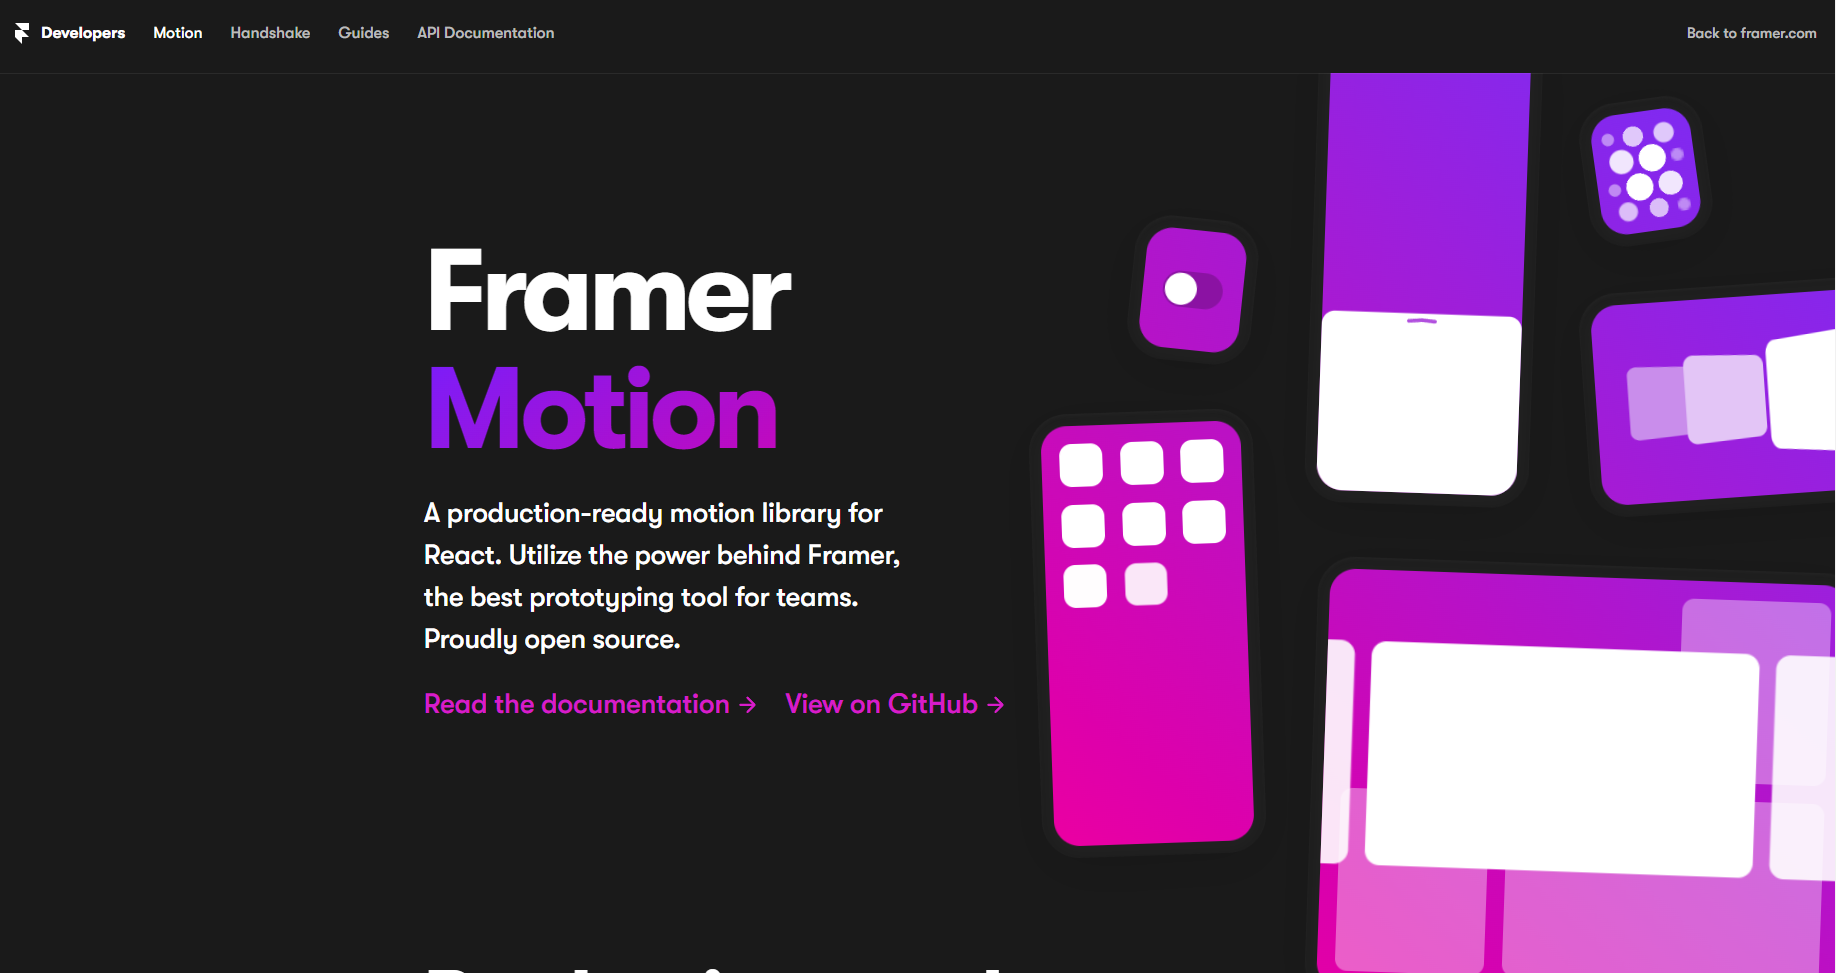 Developers Motion Handshake Guides API Documentation Back to framer.com
Framer
Motion
A production-ready motion library for
React. Utilize the power behind Framer,
the best prototyping tool for teams.
Proudly open source.
Read the documentation → View on GitHub →